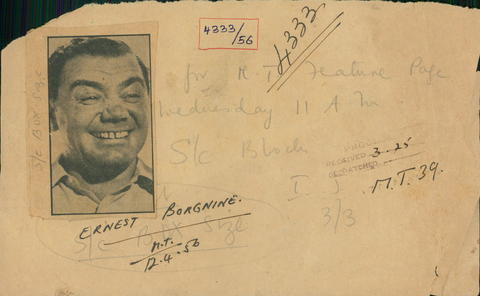 4333/56
4333
S/c BOX Size
for M.T. Feature Page
Wednesday 11 A.M.
S/c Block
RECEIVED 3-25
DESPATCHED
M.T. 39.
3/3
ERNEST BORGNINE.
S/c BOX Size
M.T.
12.4.56